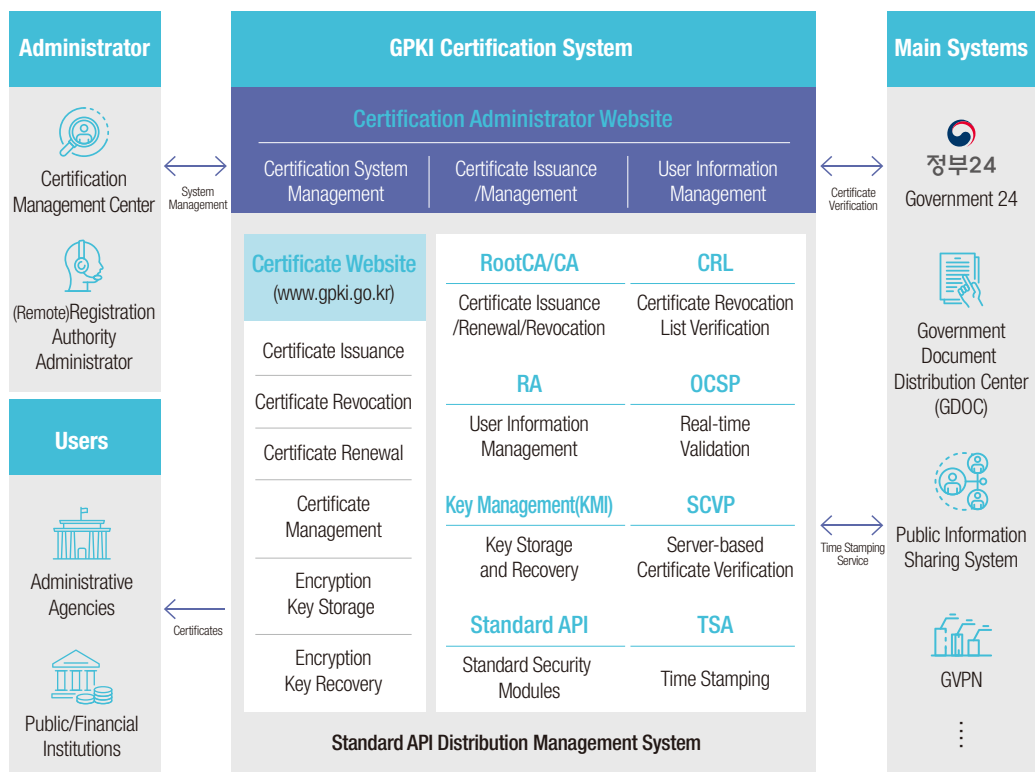 Administrator
Certification
Management Center
(Remote)Registration
Authority
Administrator
Users
Administrative
Agencies
Public/Financial
Institutions
System
Management
Certificates
GPKI Certification System
Certification Administrator Website
Certification System
Management
Certificate Issuance
/Management
User Information
Management
Certificate Website
(www.gpki.go.kr)
Certificate Issuance
Certificate Revocation
Certificate Renewal
Certificate
Management
Encryption
Key Storage
Encryption
Key Recovery
RootCA/CA
Certificate Issuance
/Renewal/Revocation
CRL
Certificate Revocation
List Verification
RA
User Information
Management
OCSP
Real-time
Validation
Key Management(KMI)
Key Storage
and Recovery
SCVP
Server-based
Certificate Verification
Standard API
Standard Security
Modules
TSA
Time Stamping
Standard API Distribution Management System
Certificate
Verification
Time Stamping
Service
Main Systems
정부24
Government 24
Government
Document
Distribution Center
(GDOC)
Public Information
Sharing System
GVPN
⋮